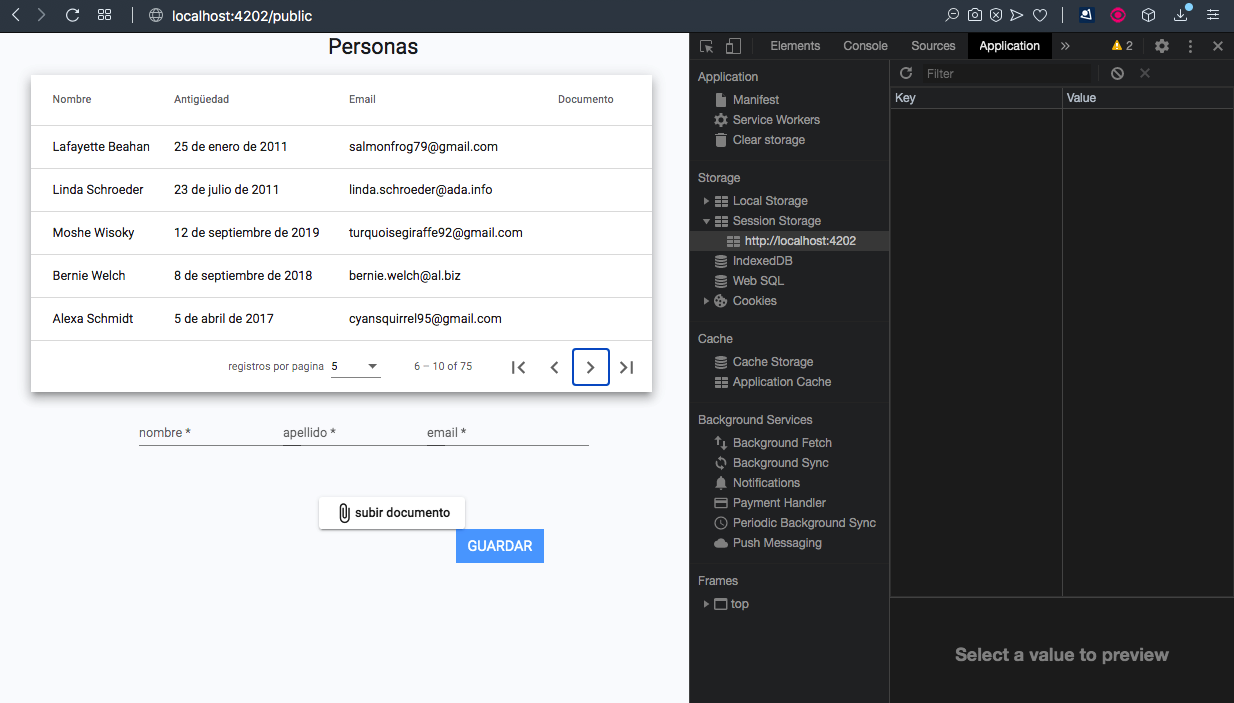 localhost:4202/public
Personas
Nombre Antigüedad Email Documento
Lafayette Beahan 25 de enero de 2011 salmonfrog79@gmail.com
Linda Schroeder 23 de julio de 2011 linda.schroeder@ada.info
Moshe Wisoky 12 de septiembre de 2019 turquoisegiraffe92@gmail.com
Bernie Welch 8 de septiembre de 2018 bernie.welch@al.biz
Alexa Schmidt 5 de abril de 2017 cyansquirrel95@gmail.com
registros por pagina 5 6 – 10 of 75
nombre * apellido * email *
subir documento
GUARDAR
Elements Console Sources Application » 2
Application
Manifest
Service Workers
Clear storage
Storage
Local Storage
Session Storage
http://localhost:4202
IndexedDB
Web SQL
Cookies
Cache
Cache Storage
Application Cache
Background Services
Background Fetch
Background Sync
Notifications
Payment Handler
Periodic Background Sync
Push Messaging
Frames
top
Filter
Key Value
Select a value to preview